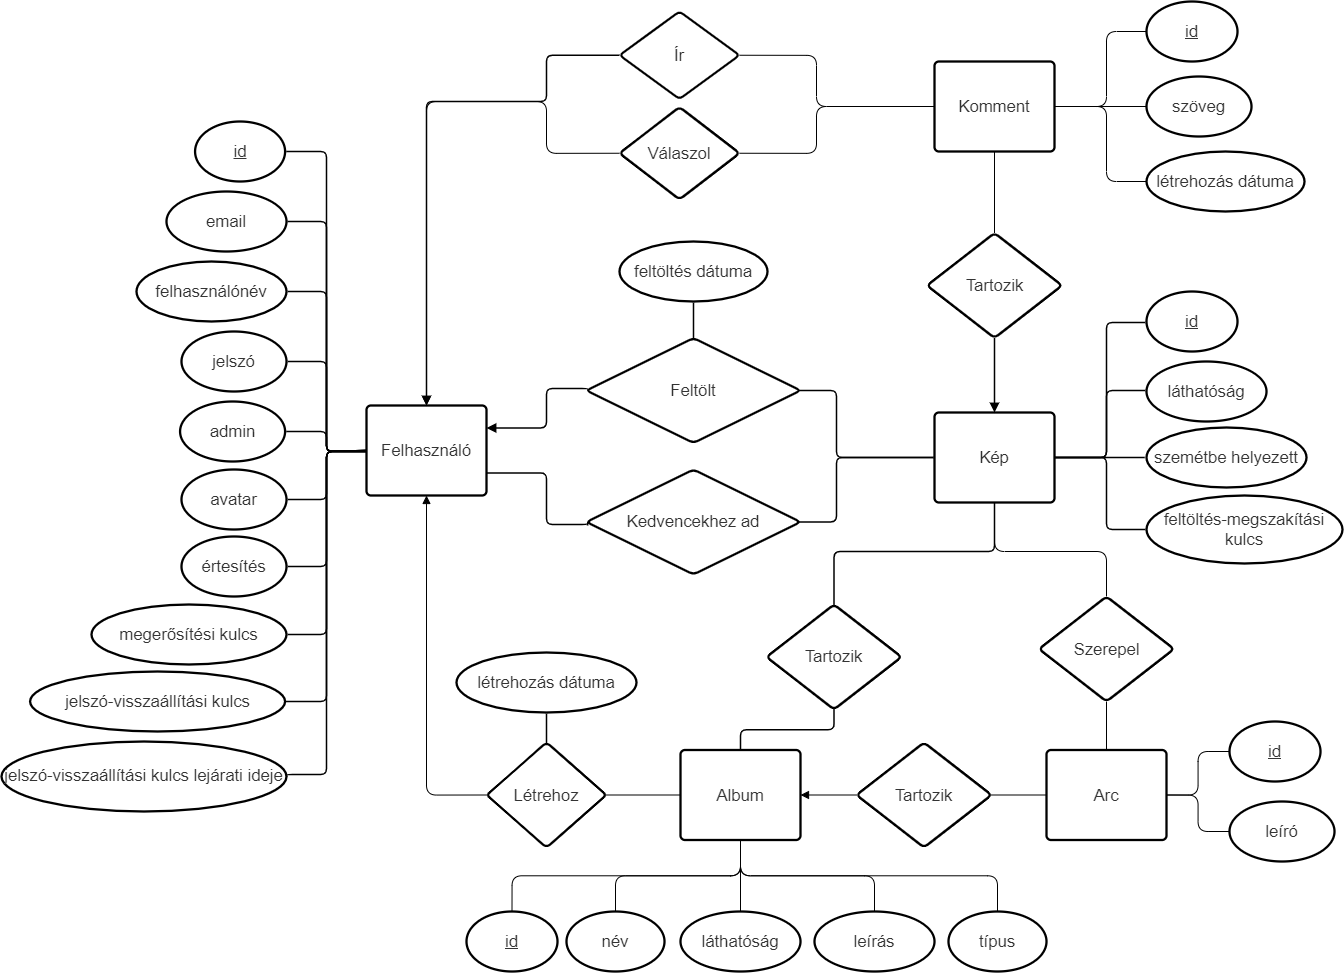 id
Ír
Komment
szöveg
id
Válaszol
létrehozás dátuma
email
feltöltés dátuma
Tartozik
felhasználónév
id
jelszó
Feltölt
láthatóság
admin
Felhasználó
Kép
szemétbe helyezett
avatar
Kedvencekhez ad
feltöltés-megszakítási
kulcs
értesítés
megerősítési kulcs
Tartozik
Szerepel
jelszó-visszaállítási kulcs
létrehozás dátuma
jelszó-visszaállítási kulcs lejárati ideje
id
Létrehoz
Album
Tartozik
Arc
leíró
id
név
láthatóság
leírás
típus